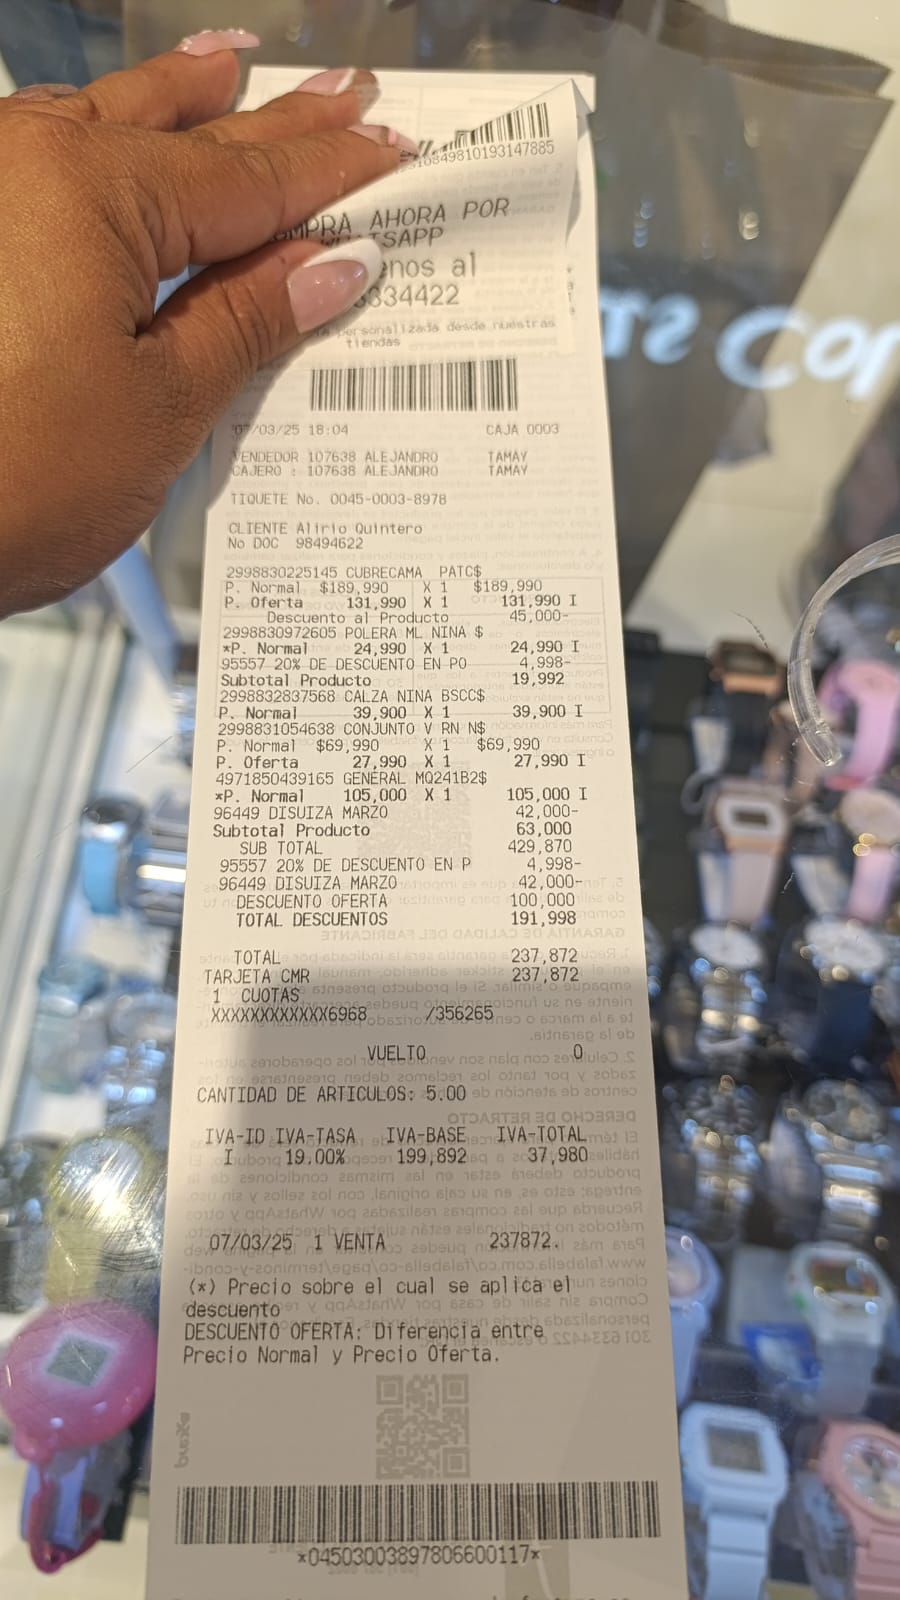 49810193147885
AHORA POR
al
334422
personalizada desde nuestras
tiendas
07/03/25 18:04 CAJA 0003
VENDEDOR 107638 ALEJANDRO TAMAY
CAJERO : 107638 ALEJANDRO TAMAY
TIQUETE No. 0045-0003-8978
CLIENTE Alirio Quintero
No DOC 98494622
2998830225145 CUBRECAMA PATC$
P. Normal $189,990 X 1 $189,990
P. Oferta 131,990 X 1 131,990 I
Descuento al Producto 45,000-
2998830972605 POLERA ML NINA $
*P. Normal 24,990 X 1 24,990 I
95557 20% DE DESCUENTO EN PO 4,998-
Subtotal Producto 19,992
2998832837568 CALZA NINA BSCC$
P. Normal 39,900 X 1 39,900 I
2998831054638 CONJUNTO V RN N$
P. Normal $69,990 X 1 $69,990
P. Oferta 27,990 X 1 27,990 I
4971850439165 GENERAL MQ241B2$
*P. Normal 105,000 X 1 105,000 I
96449 DISUIZA MARZO 42,000-
Subtotal Producto 63,000
SUB TOTAL 429,870
95557 20% DE DESCUENTO EN P 4,998-
96449 DISUIZA MARZO 42,000-
DESCUENTO OFERTA 100,000
TOTAL DESCUENTOS 191,998
TOTAL 237,872
TARJETA CMR 237,872
1 CUOTAS
XXXXXXXXXXXX6968 /356265
VUELTO 0
CANTIDAD DE ARTICULOS: 5.00
IVA-ID IVA-TASA IVA-BASE IVA-TOTAL
I 19.00% 199,892 37,980
07/03/25 1 VENTA 237872.
(*) Precio sobre el cual se aplica el
descuento
DESCUENTO OFERTA: Diferencia entre
Precio Normal y Precio Oferta.
*04503003897806600117*